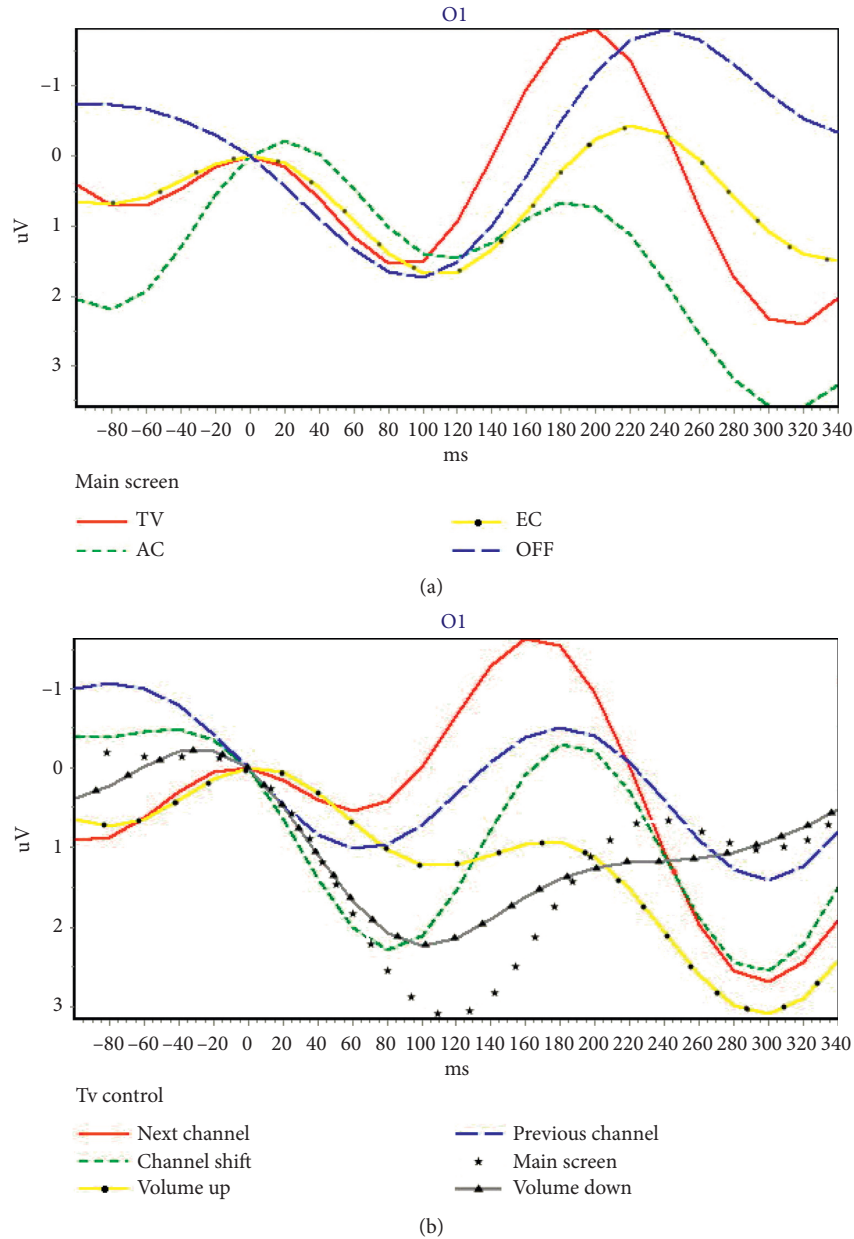 O1
−1
0
1
2
3
uV
−80 −60 −40 −20 0 20 40 60 80 100 120 140 160 180 200 220 240 260 280 300 320 340
ms
Main screen
TV EC
AC OFF
(a)
O1
−1
0
1
2
3
uV
−80 −60 −40 −20 0 20 40 60 80 100 120 140 160 180 200 220 240 260 280 300 320 340
ms
Tv control
Next channel Previous channel
Channel shift Main screen
Volume up Volume down
(b)